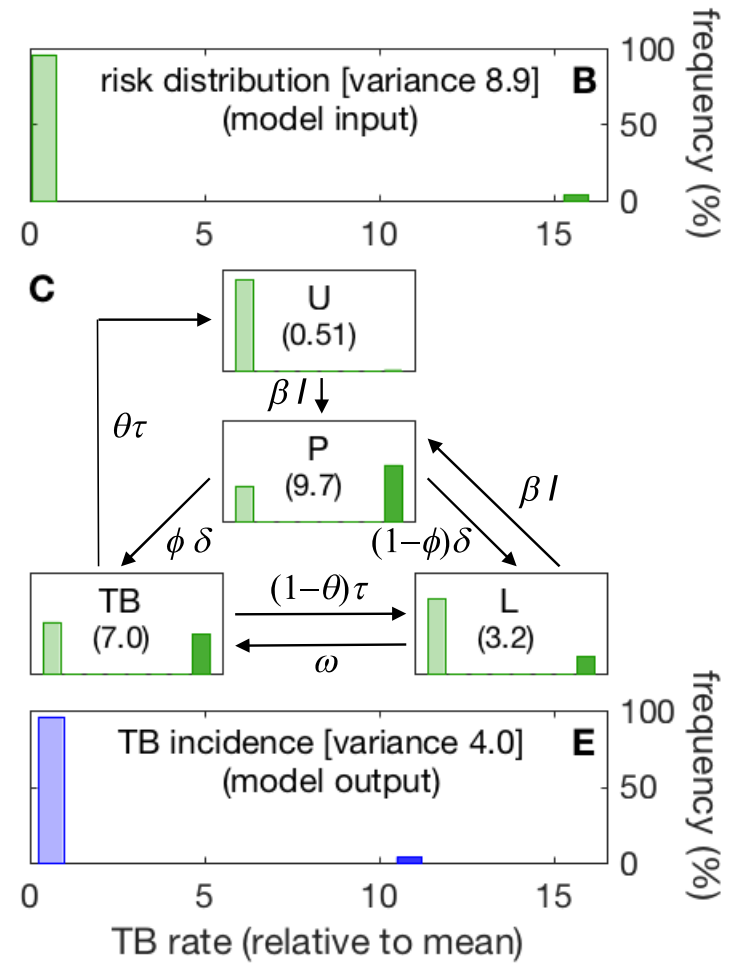 risk distribution [variance 8.9]
B
(model input)
100
50
0
frequency (%)
0 5 10 15
C
U
(0.51)
β I
θτ
P
(9.7)
β I
ϕ δ
(1−ϕ)δ
TB
(7.0)
(1−θ)τ
ω
L
(3.2)
TB incidence [variance 4.0]
E
(model output)
100
50
0
frequency (%)
0 5 10 15
TB rate (relative to mean)